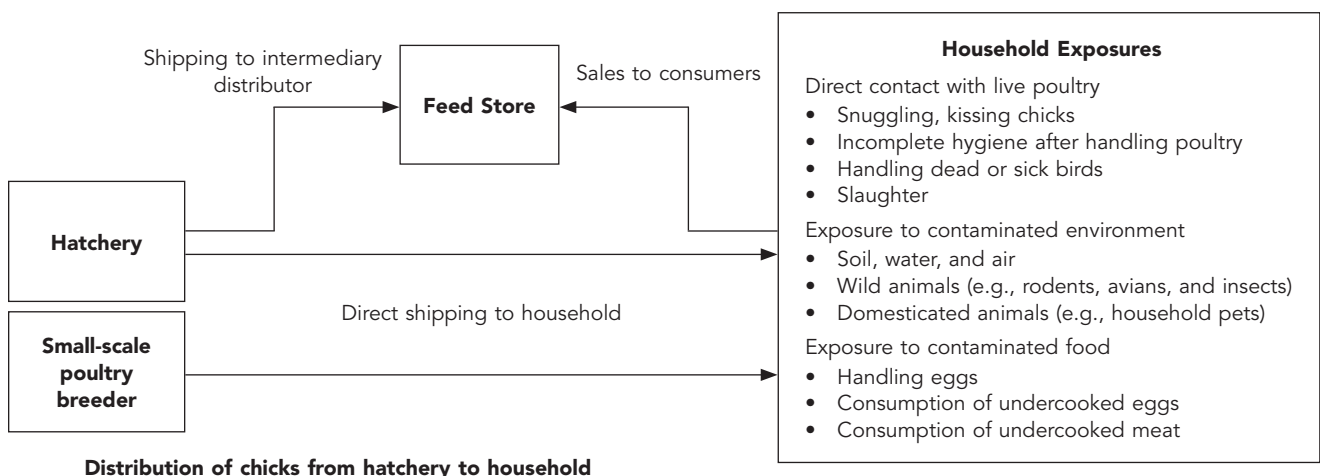 Shipping to intermediary
distributor
Feed Store
Sales to consumers
Hatchery
Direct shipping to household
Small-scale
poultry
breeder
Distribution of chicks from hatchery to household
Household Exposures
Direct contact with live poultry
• Snuggling, kissing chicks
• Incomplete hygiene after handling poultry
• Handling dead or sick birds
• Slaughter
Exposure to contaminated environment
• Soil, water, and air
• Wild animals (e.g., rodents, avians, and insects)
• Domesticated animals (e.g., household pets)
Exposure to contaminated food
• Handling eggs
• Consumption of undercooked eggs
• Consumption of undercooked meat